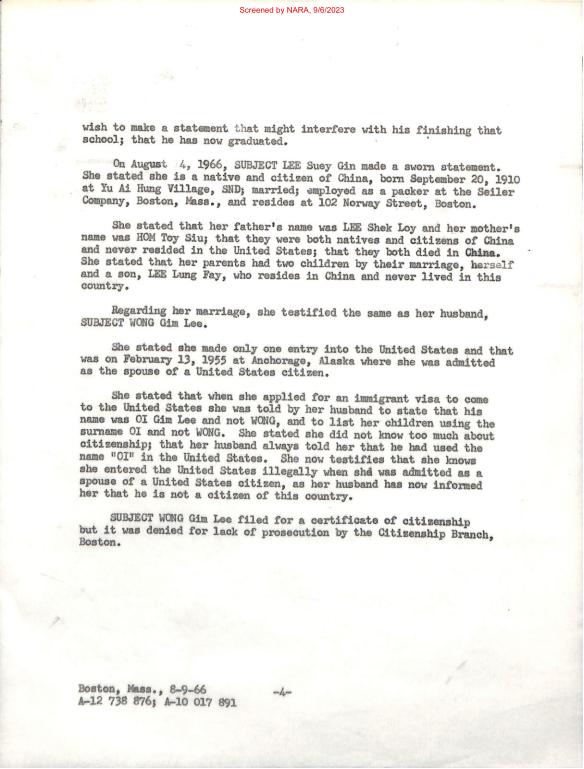 Screened by NARA, 9/6/2023
wish to make a statement that might interfere with his finishing that
school; that he has now graduated.
On August 4, 1966, SUBJECT LEE Suey Gin made a sworn statement.
She stated she is a native and citizen of China, born September 20, 1910
at Yu Ai Hung Village, SND; married; employed as a packer at the Seiler
Company, Boston, Mass., and resides at 102 Norway Street, Boston.
She stated that her father's name was LEE Shek Loy and her mother's
name was HOM Toy Siu; that they were both natives and citizens of China
and never resided in the United States; that they both died in China.
She stated that her parents had two children by their marriage, herself
and a son, LEE Lung Fay, who resides in China and never lived in this
country.
Regarding her marriage, she testified the same as her husband,
SUBJECT WONG Gim Lee.
She stated she made only one entry into the United States and that
was on February 13, 1955 at Anchorage, Alaska where she was admitted
as the spouse of a United States citizen.
She stated that when she applied for an immigrant visa to come
to the United States she was told by her husband to state that his
name was OI Gim Lee and not WONG, and to list her children using the
surname OI and not WONG. She stated she did not know too much about
citizenship; that her husband always told her that he had used the
name "OI" in the United States. She now testifies that she knows
she entered the United States illegally when she was admitted as a
spouse of a United States citizen, as her husband has now informed
her that he is not a citizen of this country.
SUBJECT WONG Gim Lee filed for a certificate of citizenship
but it was denied for lack of prosecution by the Citizenship Branch,
Boston.
Boston, Mass., 8-9-66 -4-
A-12 738 876; A-10 017 891